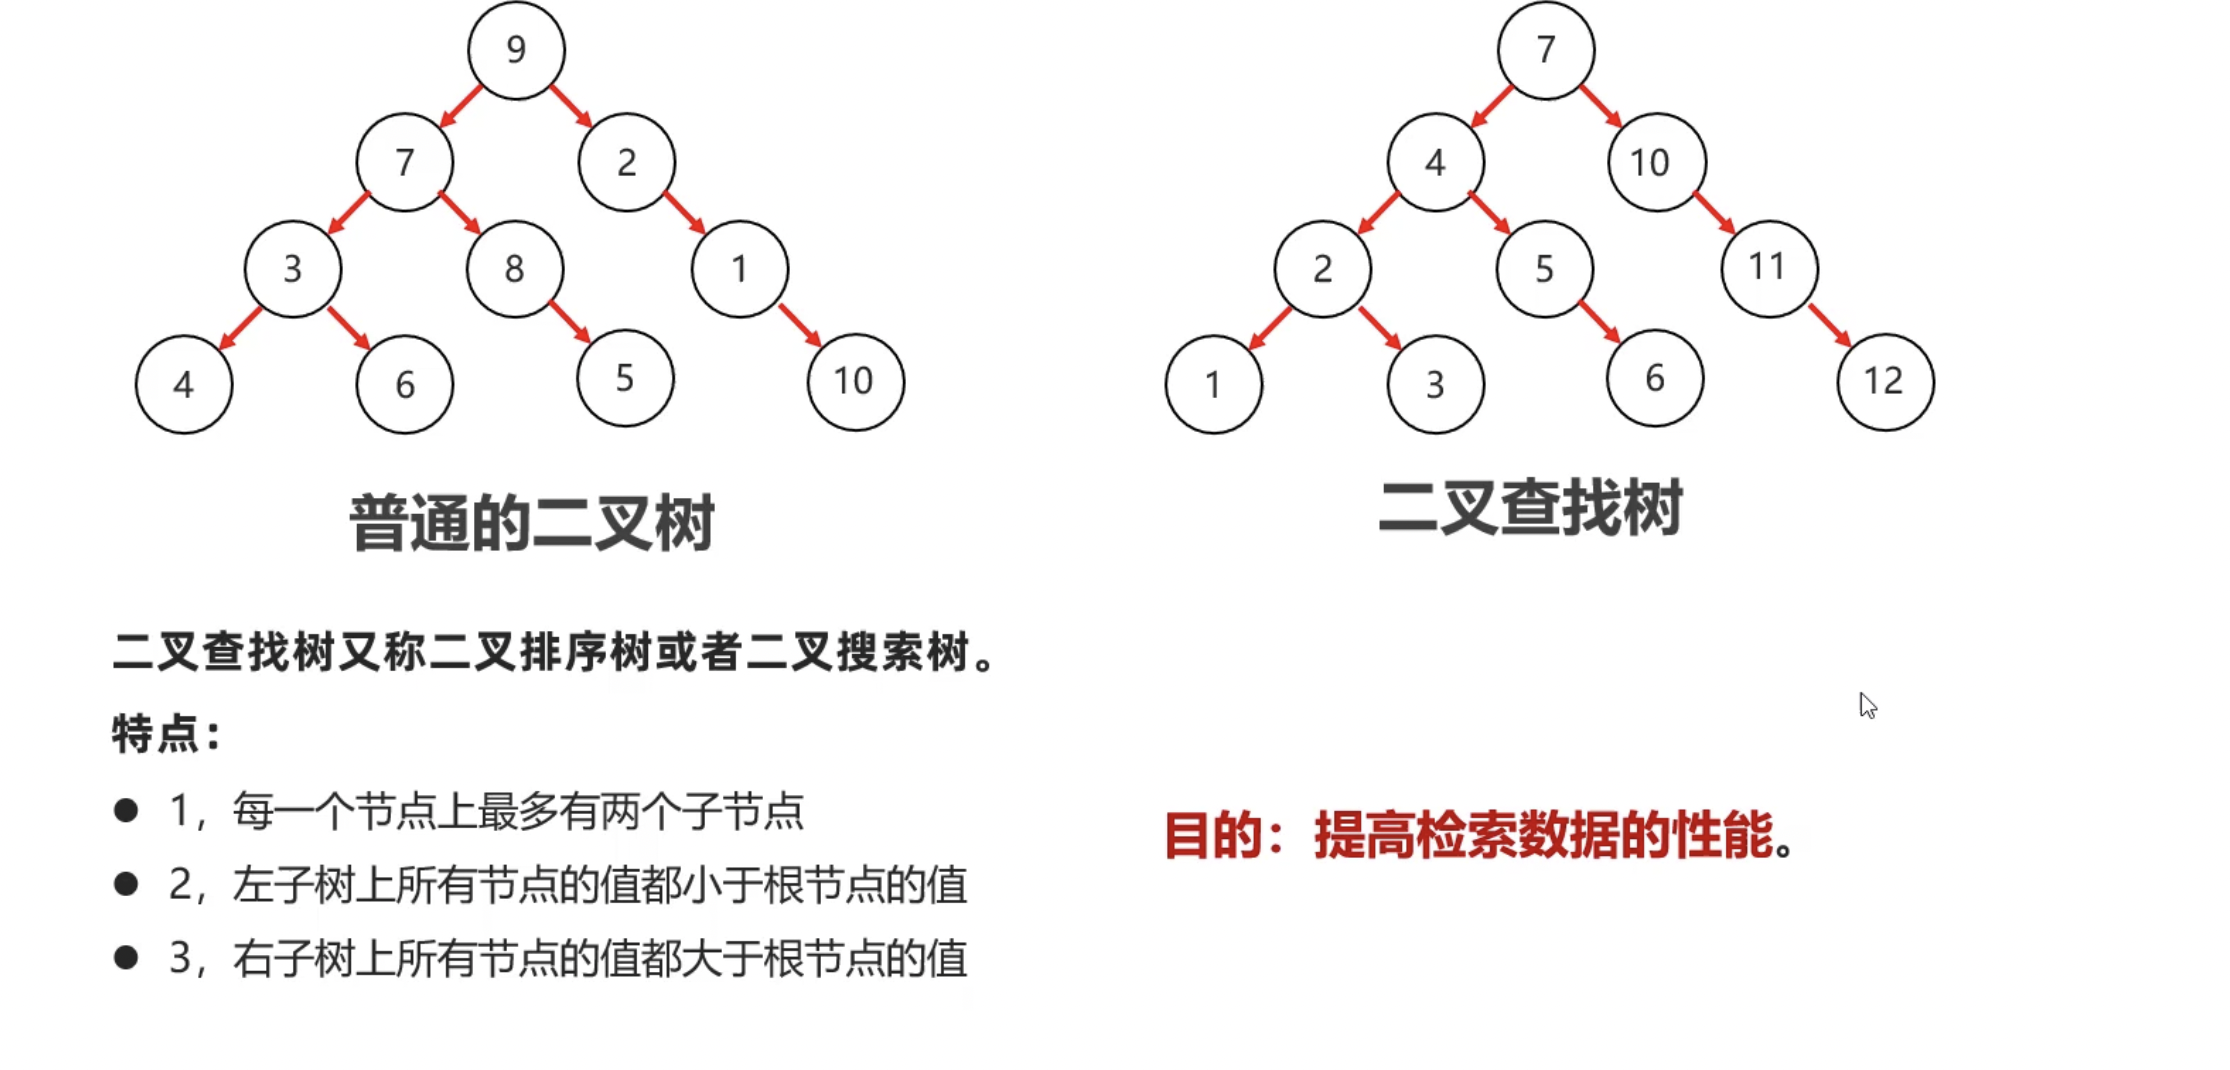 9
7
7
2
4
10
3
8
1
2
5
11
4
6
5
10
1
3
6
12
普通的二叉树
二叉查找树
二叉查找树又称二叉排序树或者二叉搜索树。
特点：
● 1，每一个节点上最多有两个子节点
● 2，左子树上所有节点的值都小于根节点的值
● 3，右子树上所有节点的值都大于根节点的值
目的：提高检索数据的性能。